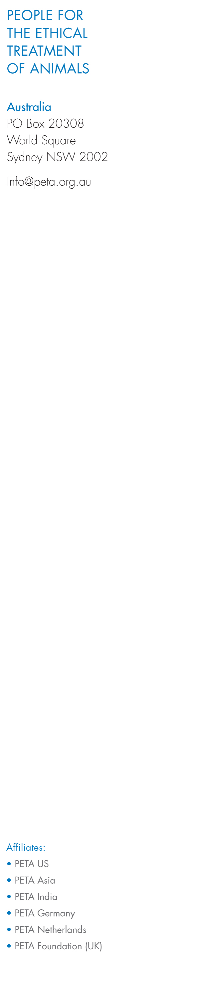 PEOPLE FOR
THE ETHICAL
TREATMENT
OF ANIMALS
Australia
PO Box 20308
World Square
Sydney NSW 2002
Info@peta.org.au
Affiliates:
• PETA US
• PETA Asia
• PETA India
• PETA Germany
• PETA Netherlands
• PETA Foundation (UK)